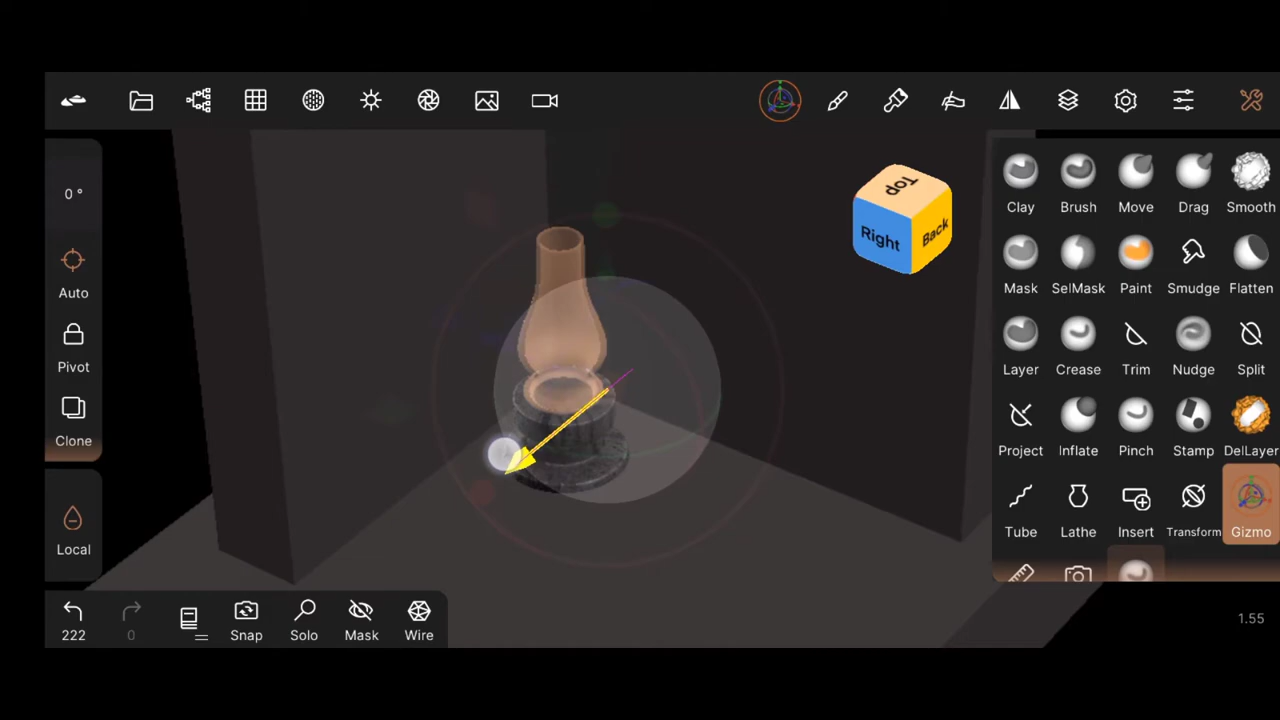 0 °
Auto
Pivot
Clone
Local
Top
Right
Back
Clay Brush Move Drag Smooth
Mask SelMask Paint Smudge Flatten
Layer Crease Trim Nudge Split
Project Inflate Pinch Stamp DelLayer
Tube Lathe Insert Transform Gizmo
222 0 Snap Solo Mask Wire
1.55